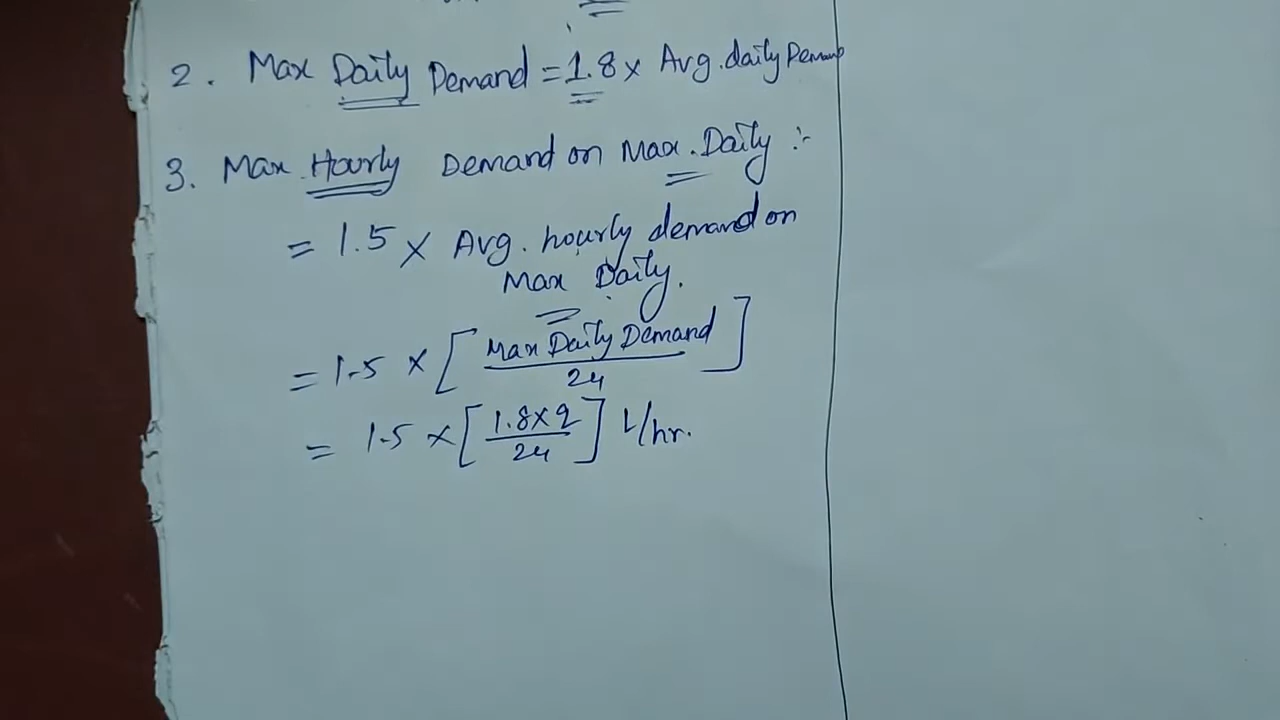 2. Max Daily Demand = 1.8 x Avg. daily Demand
3. Max. Hourly Demand on Max. Daily :-
= 1.5 x Avg. hourly demand on
Max Daily.
= 1.5 x [Max Daily Demand / 24]
= 1.5 x [1.8 x q / 24] L/hr.